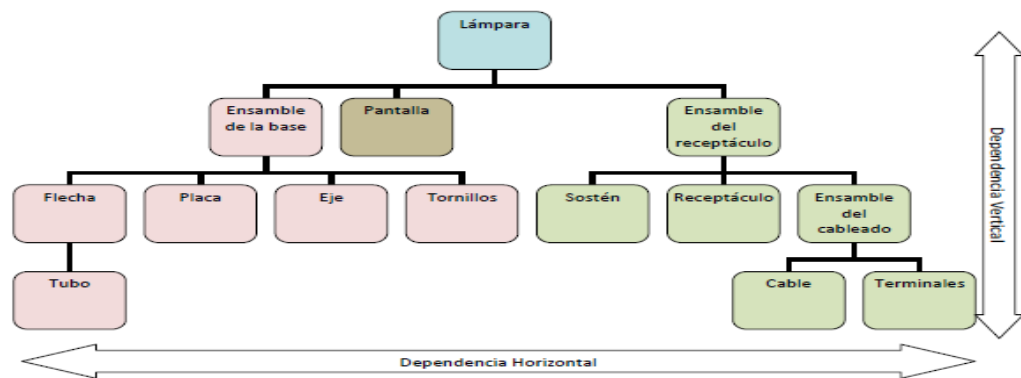 Lámpara
Ensamble
de la base
Pantalla
Ensamble
del
receptáculo
Flecha
Placa
Eje
Tornillos
Sostén
Receptáculo
Ensamble
del
cableado
Tubo
Cable
Terminales
Dependencia Vertical
Dependencia Horizontal